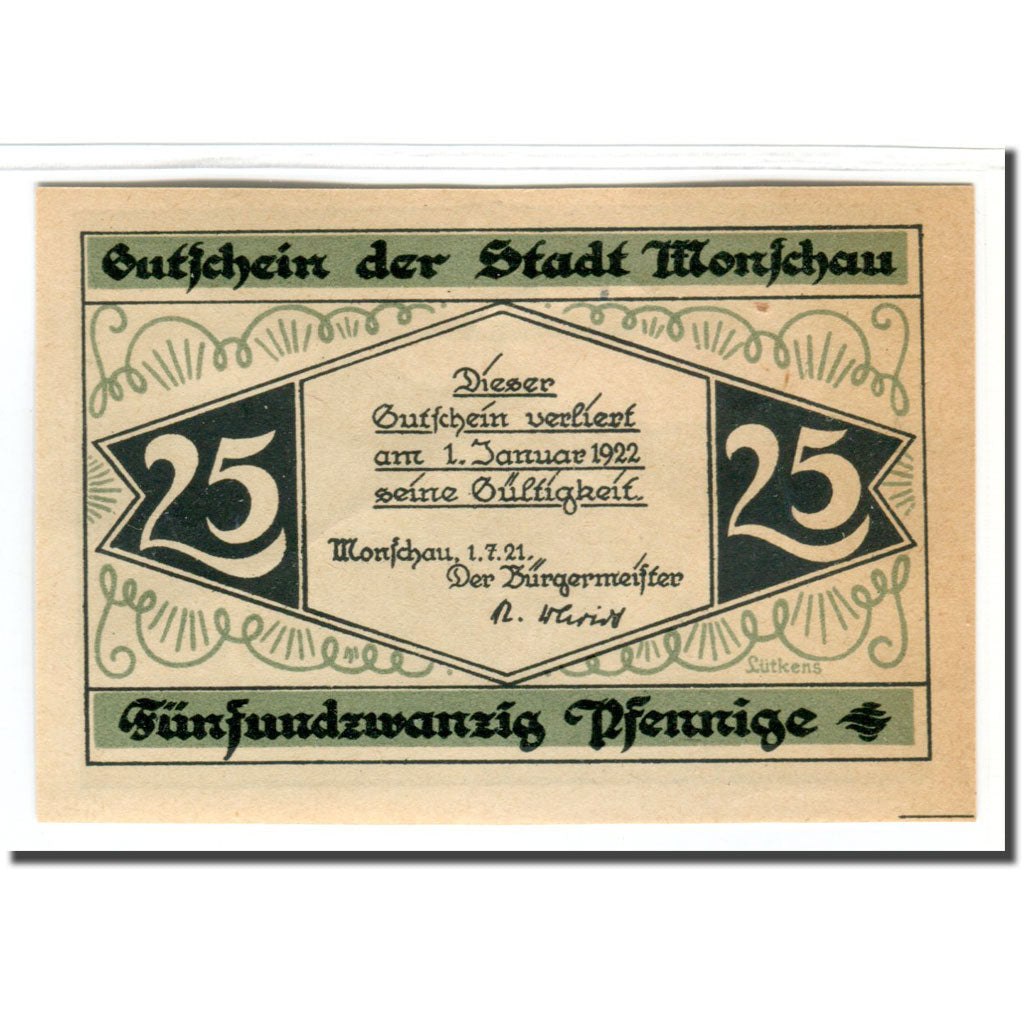 Gutschein der Stadt Monschau
Dieser
Gutschein verliert
am 1. Januar 1922
seine Gültigkeit.
25
25
Monschau, 1.7.21.
Der Bürgermeister
Lütkens
Fünfundzwanzig Pfennige